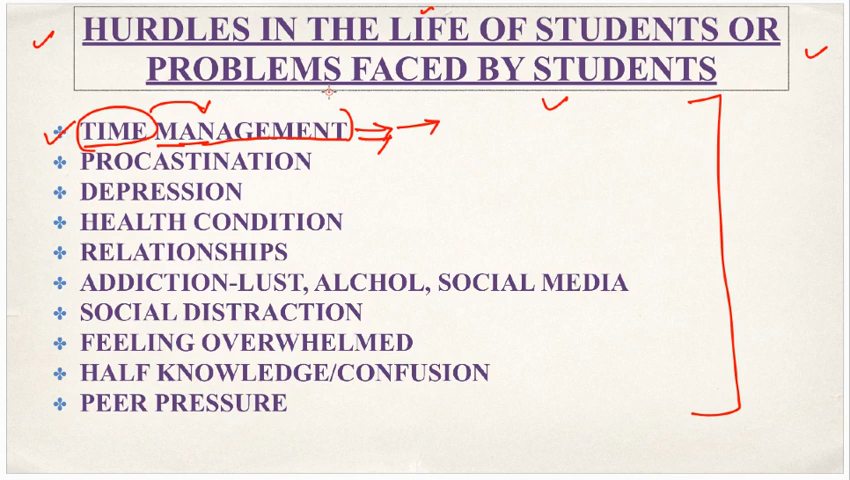 HURDLES IN THE LIFE OF STUDENTS OR
PROBLEMS FACED BY STUDENTS
TIME MANAGEMENT
PROCASTINATION
DEPRESSION
HEALTH CONDITION
RELATIONSHIPS
ADDICTION-LUST, ALCHOL, SOCIAL MEDIA
SOCIAL DISTRACTION
FEELING OVERWHELMED
HALF KNOWLEDGE/CONFUSION
PEER PRESSURE